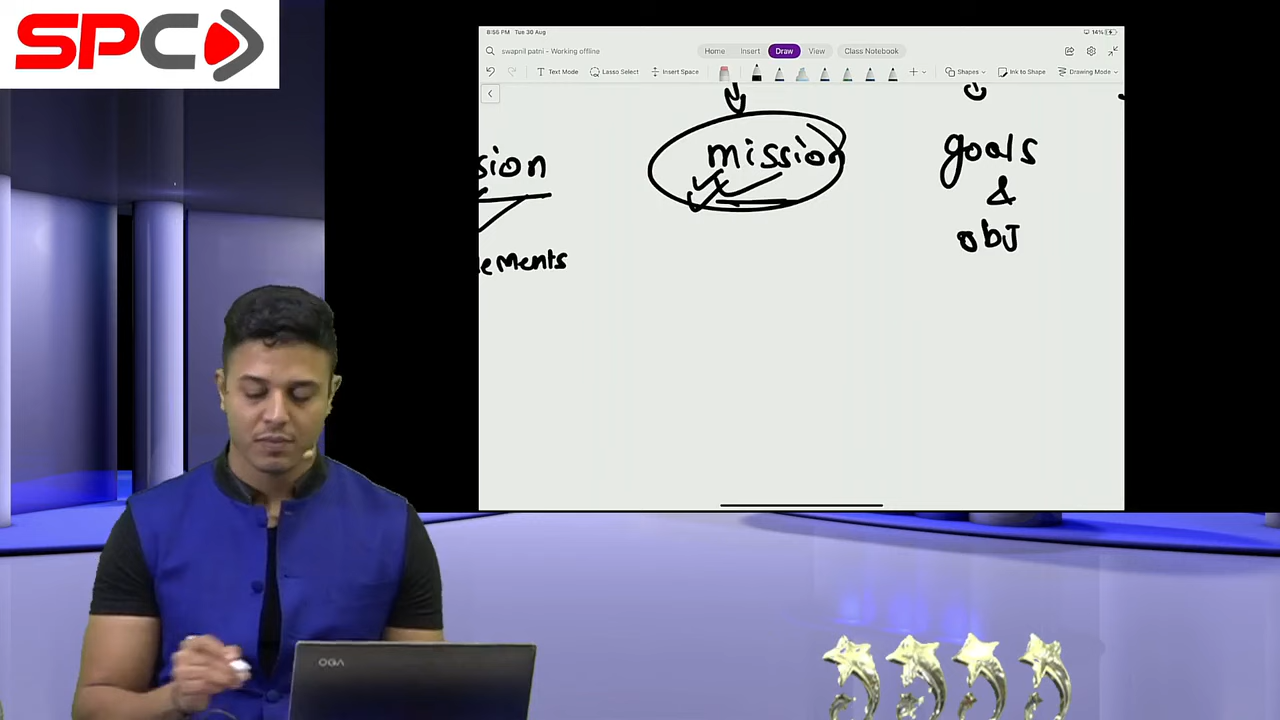 SPC
8:56 PM Tue 30 Aug
14%
swapnil patni - Working offline
Home Insert Draw View Class Notebook
Text Mode Lasso Select Insert Space Shapes Ink to Shape Drawing Mode
sion
mission
goals
&
obJ
ements